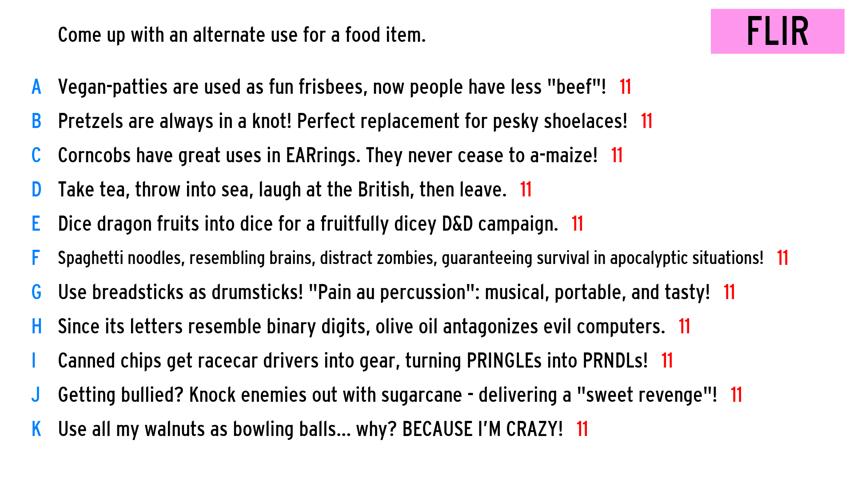 Come up with an alternate use for a food item.
FLIR
A Vegan-patties are used as fun frisbees, now people have less "beef"! 11
B Pretzels are always in a knot! Perfect replacement for pesky shoelaces! 11
C Corncobs have great uses in EARrings. They never cease to a-maize! 11
D Take tea, throw into sea, laugh at the British, then leave. 11
E Dice dragon fruits into dice for a fruitfully dicey D&D campaign. 11
F Spaghetti noodles, resembling brains, distract zombies, guaranteeing survival in apocalyptic situations! 11
G Use breadsticks as drumsticks! "Pain au percussion": musical, portable, and tasty! 11
H Since its letters resemble binary digits, olive oil antagonizes evil computers. 11
I Canned chips get racecar drivers into gear, turning PRINGLEs into PRNDLs! 11
J Getting bullied? Knock enemies out with sugarcane - delivering a "sweet revenge"! 11
K Use all my walnuts as bowling balls... why? BECAUSE I'M CRAZY! 11